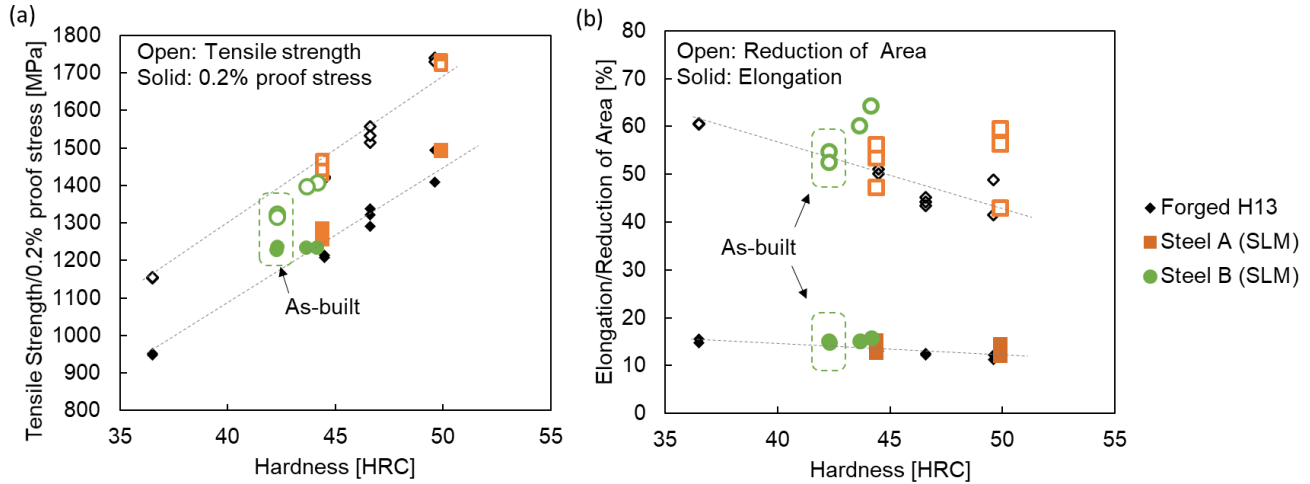 (a)
Open: Tensile strength
Solid: 0.2% proof stress
Tensile Strength/0.2% proof stress [MPa]
1800
1700
1600
1500
1400
1300
1200
1100
1000
900
800
As-built
35
40
45
50
55
Hardness [HRC]
(b)
Open: Reduction of Area
Solid: Elongation
Elongation/Reduction of Area [%]
80
70
60
50
40
30
20
10
0
As-built
35
40
45
50
55
Hardness [HRC]
Forged H13
Steel A (SLM)
Steel B (SLM)